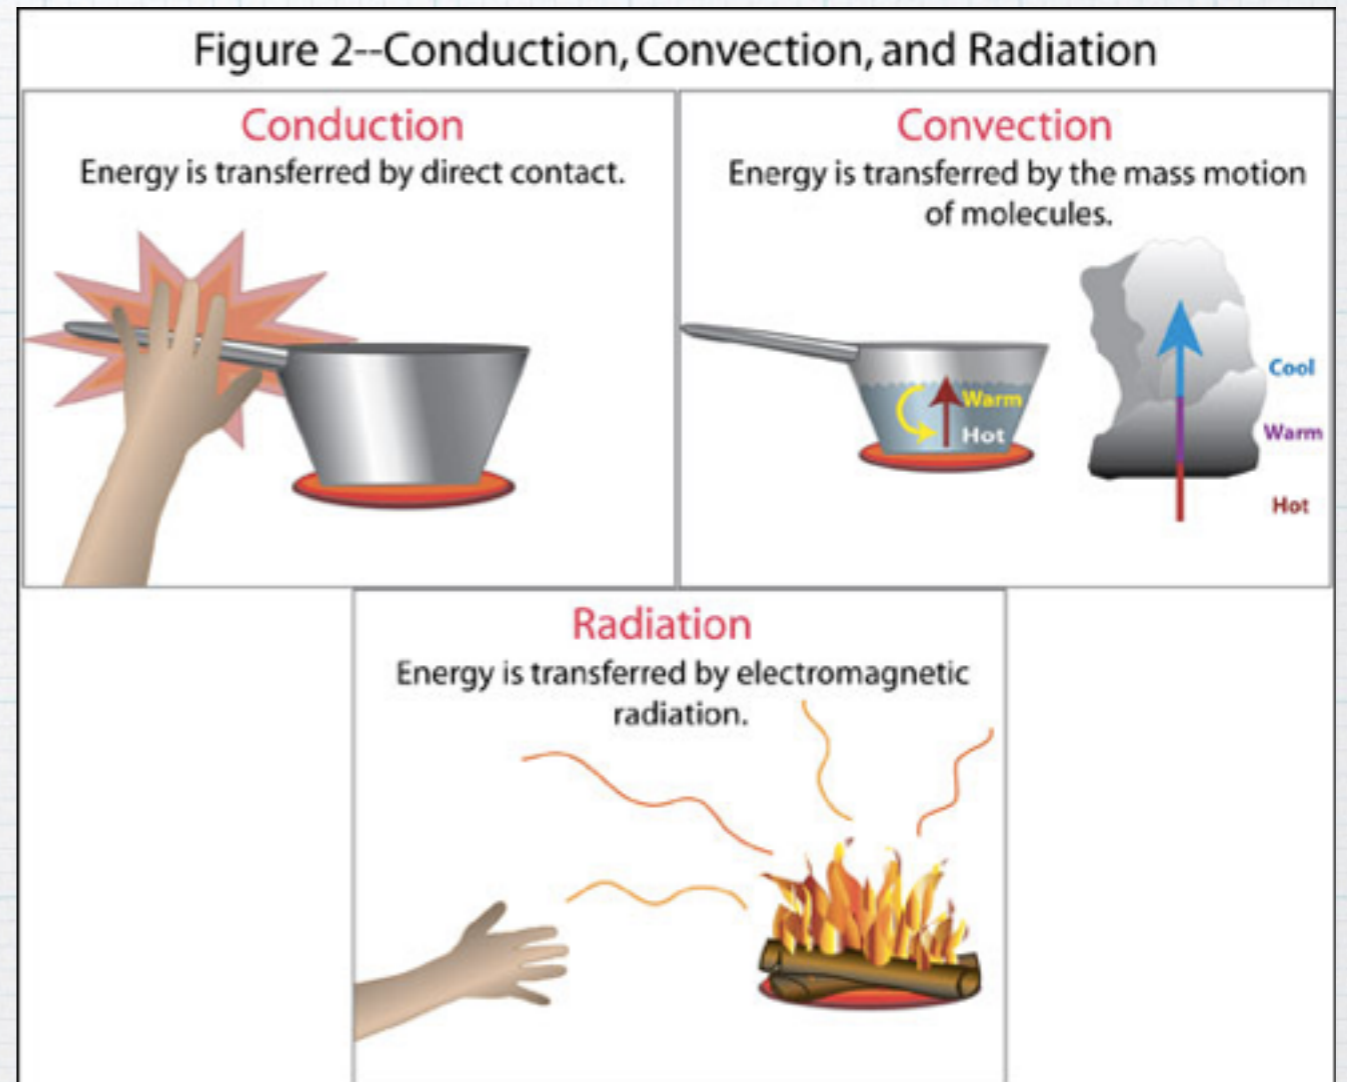 Figure 2--Conduction, Convection, and Radiation
Conduction
Energy is transferred by direct contact.
Convection
Energy is transferred by the mass motion
of molecules.
Warm
Hot
Cool
Warm
Hot
Radiation
Energy is transferred by electromagnetic
radiation.